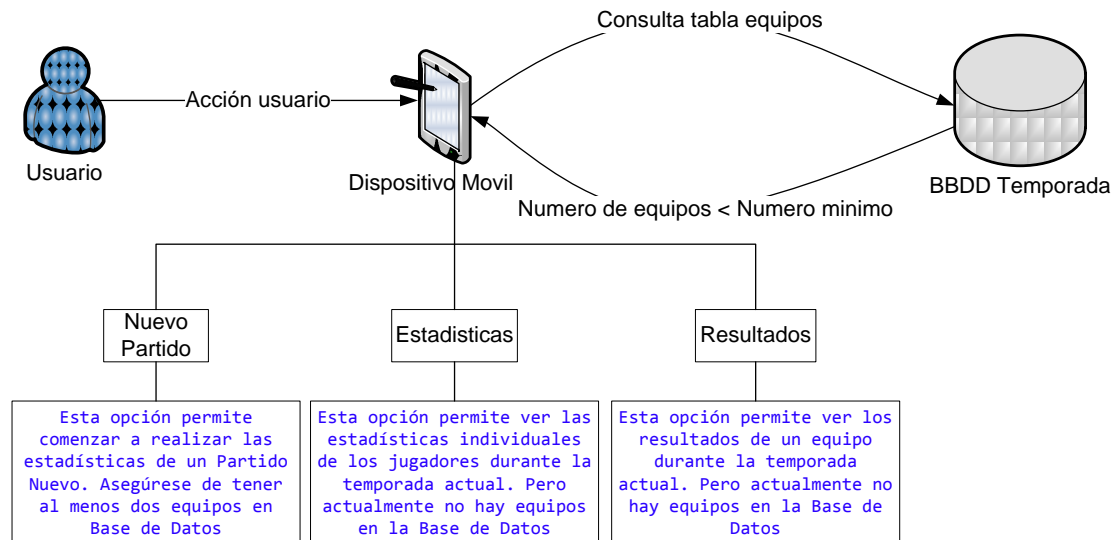 Consulta tabla equipos
Acción usuario
Usuario
Dispositivo Movil
BBDD Temporada
Numero de equipos < Numero minimo
Nuevo
Partido
Estadisticas
Resultados
Esta opción permite
comenzar a realizar las
estadísticas de un Partido
Nuevo. Asegúrese de tener
al menos dos equipos en
Base de Datos
Esta opción permite ver las
estadísticas individuales
de los jugadores durante la
temporada actual. Pero
actualmente no hay equipos
en la Base de Datos
Esta opción permite ver los
resultados de un equipo
durante la temporada
actual. Pero actualmente no
hay equipos en la Base de
Datos